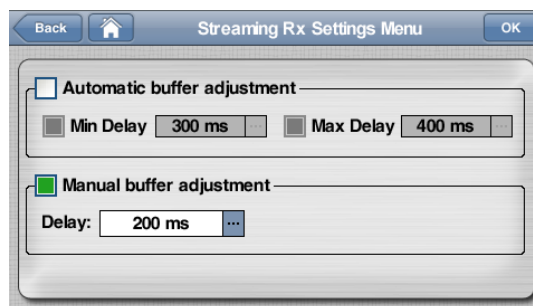 Back Streaming Rx Settings Menu OK
Automatic buffer adjustment
Min Delay 300 ms ... Max Delay 400 ms ...
Manual buffer adjustment
Delay: 200 ms ...